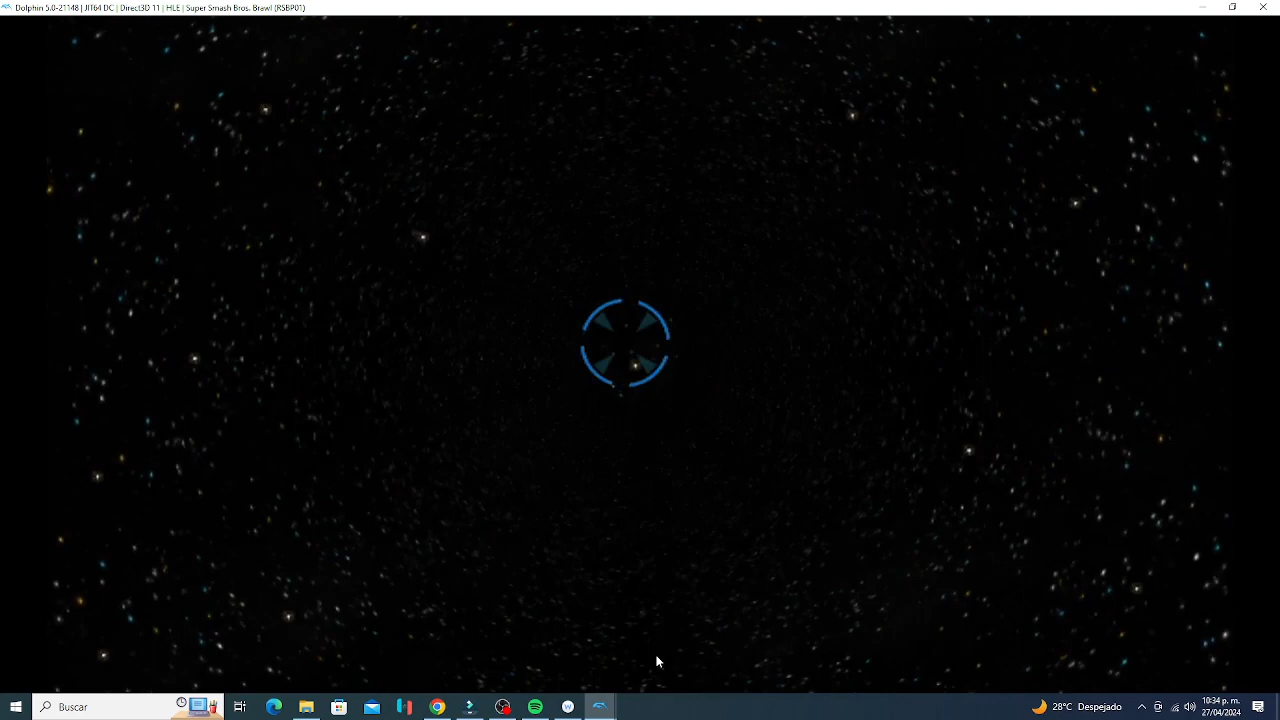 Dolphin 5.0-21148 | JIT64 DC | Direct3D 11 | HLE | Super Smash Bros. Brawl (RSBP01)
Buscar
28°C Despejado
10:34 p. m.
27/04/2024